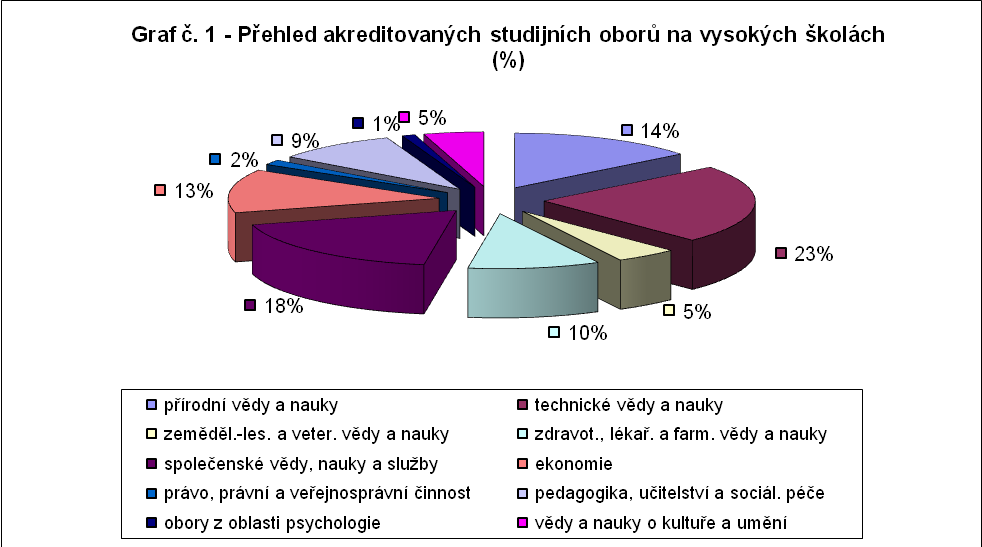 Graf č. 1 - Přehled akreditovaných studijních oborů na vysokých školách
(%)
14%
23%
5%
10%
18%
13%
2%
9%
1%
5%
přírodní vědy a nauky
technické vědy a nauky
zeměděl.-les. a veter. vědy a nauky
zdravot., lékař. a farm. vědy a nauky
společenské vědy, nauky a služby
ekonomie
právo, právní a veřejnosprávní činnost
pedagogika, učitelství a sociál. péče
obory z oblasti psychologie
vědy a nauky o kultuře a umění